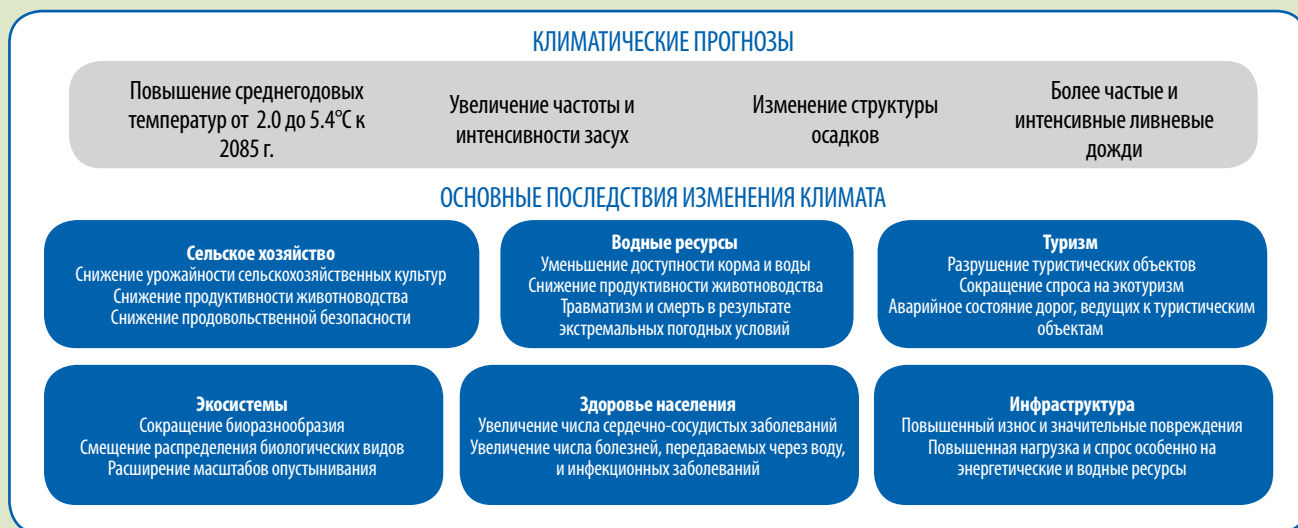 КЛИМАТИЧЕСКИЕ ПРОГНОЗЫ
Повышение среднегодовых
температур от 2.0 до 5.4°C к
2085 г.
Увеличение частоты и
интенсивности засух
Изменение структуры
осадков
Более частые и
интенсивные ливневые
дожди
ОСНОВНЫЕ ПОСЛЕДСТВИЯ ИЗМЕНЕНИЯ КЛИМАТА
Сельское хозяйство
Снижение урожайности сельскохозяйственных культур
Снижение продуктивности животноводства
Снижение продовольственной безопасности
Водные ресурсы
Уменьшение доступности корма и воды
Снижение продуктивности животноводства
Травматизм и смерть в результате
экстремальных погодных условий
Туризм
Разрушение туристических объектов
Сокращение спроса на экотуризм
Аварийное состояние дорог, ведущих к туристическим
объектам
Экосистемы
Сокращение биоразнообразия
Смещение распределения биологических видов
Расширение масштабов опустынивания
Здоровье населения
Увеличение числа сердечно-сосудистых заболеваний
Увеличение числа болезней, передаваемых через воду,
и инфекционных заболеваний
Инфраструктура
Повышенный износ и значительные повреждения
Повышенная нагрузка и спрос особенно на
энергетические и водные ресурсы